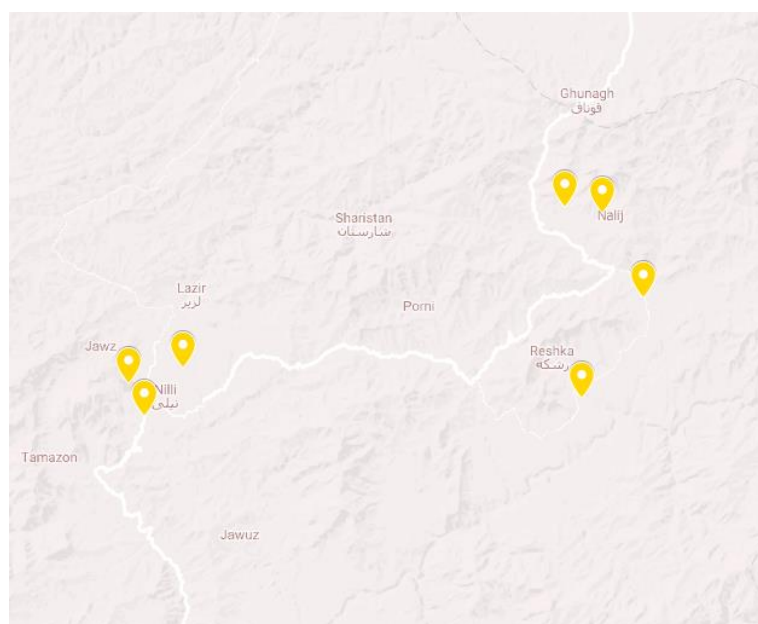 Ghunagh
قوناق
Nalij
Sharistan
شارستان
Lazir
لزیر
Porni
Jawz
Reshka
رشکه
Nilli
نیلی
Tamazon
Jawuz